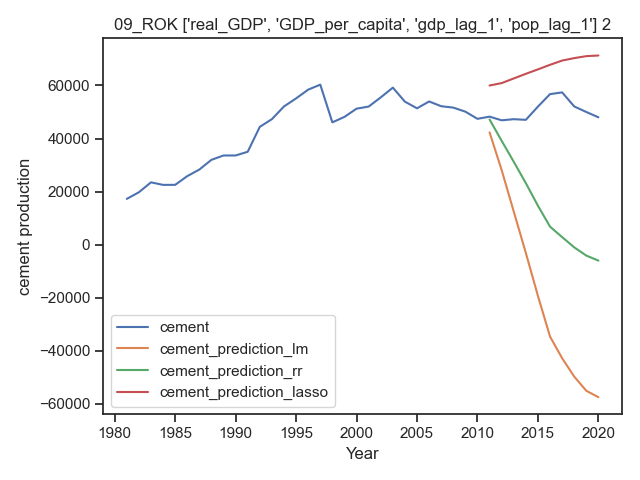 09_ROK ['real_GDP', 'GDP_per_capita', 'gdp_lag_1', 'pop_lag_1'] 2
60000
40000
20000
0
−20000
−40000
−60000
cement production
cement
cement_prediction_lm
cement_prediction_rr
cement_prediction_lasso
1980 1985 1990 1995 2000 2005 2010 2015 2020
Year